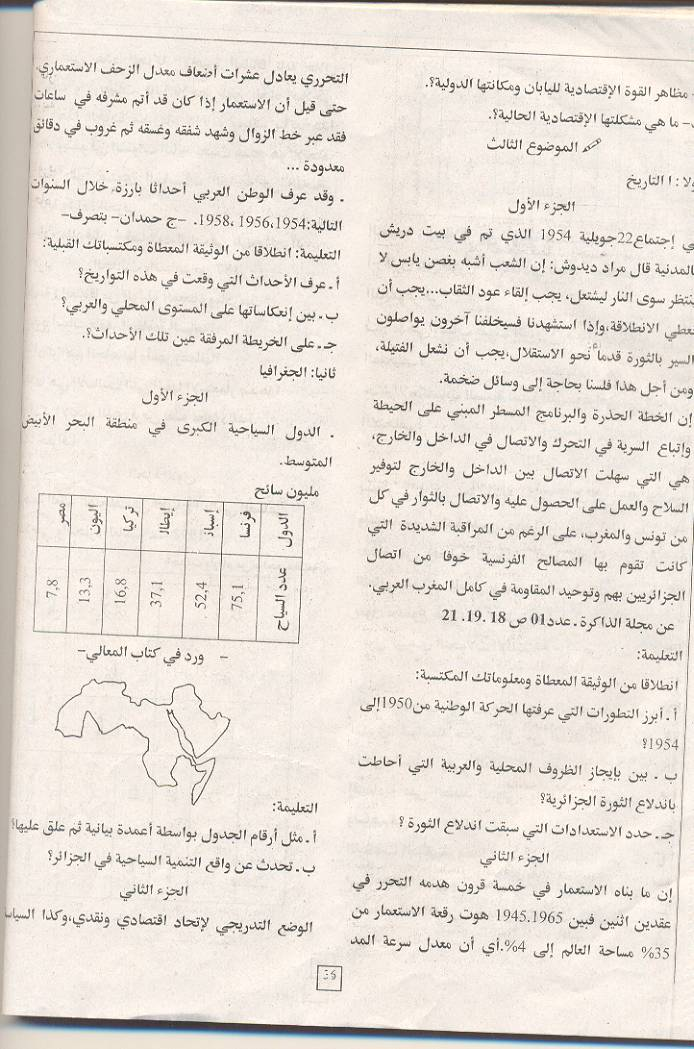 مظاهر القوة الإقتصادية لليابان ومكانتها الدولية؟.
- ما هي مشكلتها الإقتصادية الحالية؟.
الموضوع الثالث
ولا : ا التاريخ
الجزء الأول
ي إجتماع22جويلية 1954 الذي تم في بيت دريش
المدنية قال مراد ديدوش: إن الشعب أشبه بغصن يابس لا
نتظر سوى النار ليشتعل، يجب إلقاء عود الثقاب...يجب أن
عطي الانطلاقة،وإذا استشهدنا فسيخلفنا آخرون يواصلون
السير بالثورة قدما نحو الاستقلال،يجب أن نشعل الفتيلة،
ومن أجل هذا فلسنا بحاجة إلى وسائل ضخمة.
إن الخطة الحذرة والبرنامج المسطر المبني على الحيطة
وإتباع السرية في التحرك والاتصال في الداخل والخارج،
هي التي سهلت الاتصال بين الداخل والخارج لتوفير
السلاح والعمل على الحصول عليه والاتصال بالثوار في كل
من تونس والمغرب، على الرغم من المراقبة الشديدة التي
كانت تقوم بها المصالح الفرنسية خوفا من اتصال
الجزائريين بهم وتوحيد المقاومة في كامل المغرب العربي.
عن مجلة الذاكرة . عدد01 ص 18 .19. 21
التعليمة:
انطلاقا من الوثيقة المعطاة ومعلوماتك المكتسبة:
أ . أبرز التطورات التي عرفتها الحركة الوطنية من1950إلى
1954؟
ب . بين بإيجاز الظروف المحلية والعربية التي أحاطت
باندلاع الثورة الجزائرية؟
جـ. حدد الاستعدادات التي سبقت اندلاع الثورة ؟
الجزء الثاني
إن ما بناه الاستعمار في خمسة قرون هدمه التحرر في
عقدين اثنين فبين 1945.1965 هوت رقعة الاستعمار من
35% مساحة العالم إلى 4%.أي أن معدل سرعة المد
التحرري يعادل عشرات أضعاف معدل الزحف الاستعماري.
حتى قيل أن الاستعمار إذا كان قد أتم مشرفه في ساعات
فقد عبر خط الزوال وشهد شفقه وغسقه ثم غروب في دقائق
معدودة ...
. وقد عرف الوطن العربي أحداثا بارزة، خلال السنوات
التالية:1954،1956 ،1958. -ج حمدان- بتصرف-
التعليمة: انطلاقا من الوثيقة المعطاة ومكتسباتك القبلية:
أ . عرف الأحداث التي وقعت في هذه التواريخ؟
ب . بين إنعكاساتها على المستوى المحلي والعربي؟
جـ . على الخريطة المرفقة عين تلك الأحداث؟.
ثانيا: الجغرافيا
الجزء الأول
. الدول السياحية الكبرى في منطقة البحر الأبيض
المتوسط.
مليون سائح
الدول فرنسا إسبانـ إيطالـ تركيا اليون مصر
عدد السياح 75,1 52,4 37,1 16,8 13,3 7,8
- ورد في كتاب المعالي-
التعليمة:
أ . مثل أرقام الجدول بواسطة أعمدة بيانية ثم علق عليها؟
ب . تحدث عن واقع التنمية السياحية في الجزائر؟
الجزء الثاني
الوضع التدريجي لإتحاد اقتصادي ونقدي،وكذا السياسـ
36